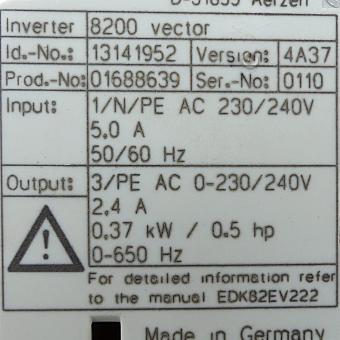 D-31855 Aerzen
Inverter 8200 vector
Id.-No.: 13141952 Version: 4A37
Prod.-No: 01688639 Ser.-No: 0110
Input: 1/N/PE AC 230/240V
5.0 A
50/60 Hz
Output: 3/PE AC 0-230/240V
2.4 A
0.37 kW / 0.5 hp
0-650 Hz
For detailed information refer
to the manual EDK82EV222
Made in Germany